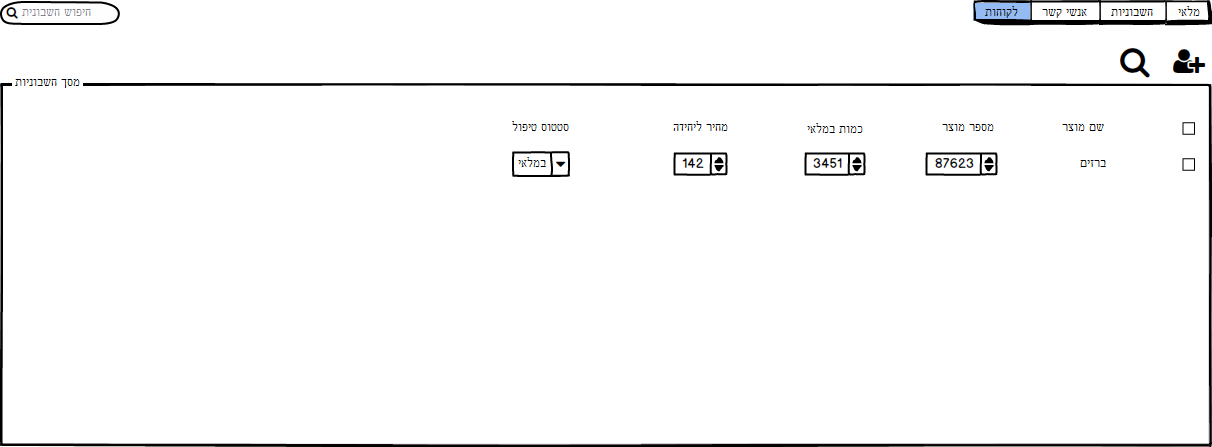 מלאי
חשבוניות
אנשי קשר
לקוחות
חיפוש חשבונית
מסך חשבוניות
שם מוצר
מספר מוצר
כמות במלאי
מחיר ליחידה
סטטוס טיפול
ברזים
87623
3451
142
במלאי